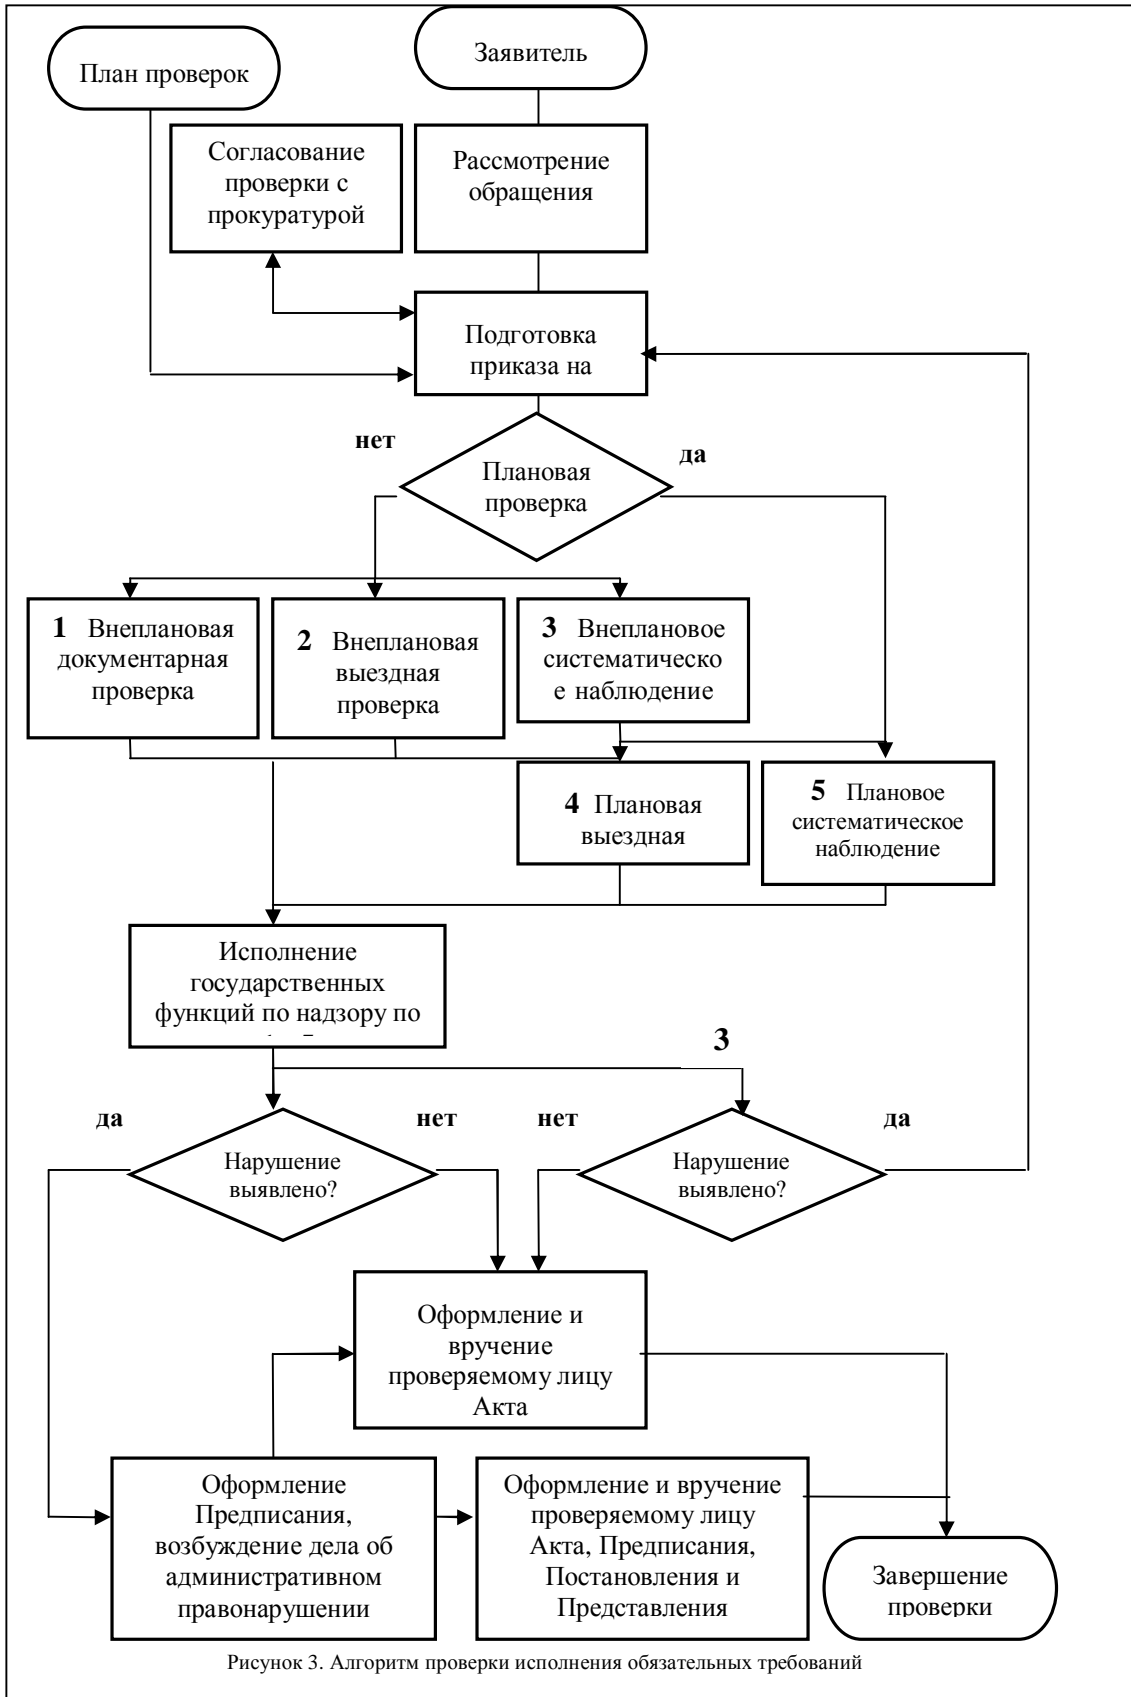 План проверок
Заявитель
Согласование
проверки с
прокуратурой
Рассмотрение
обращения
Подготовка
приказа на
нет
да
Плановая
проверка
1 Внеплановая
документарная
проверка
2 Внеплановая
выездная
проверка
3 Внеплановое
систематическо
е наблюдение
4 Плановая
выездная
5 Плановое
систематическое
наблюдение
Исполнение
государственных
функций по надзору по
3
да
нет
нет
да
Нарушение
выявлено?
Нарушение
выявлено?
Оформление и
вручение
проверяемому лицу
Акта
Оформление
Предписания,
возбуждение дела об
административном
правонарушении
Оформление и вручение
проверяемому лицу
Акта, Предписания,
Постановления и
Представления
Завершение
проверки
Рисунок 3. Алгоритм проверки исполнения обязательных требований